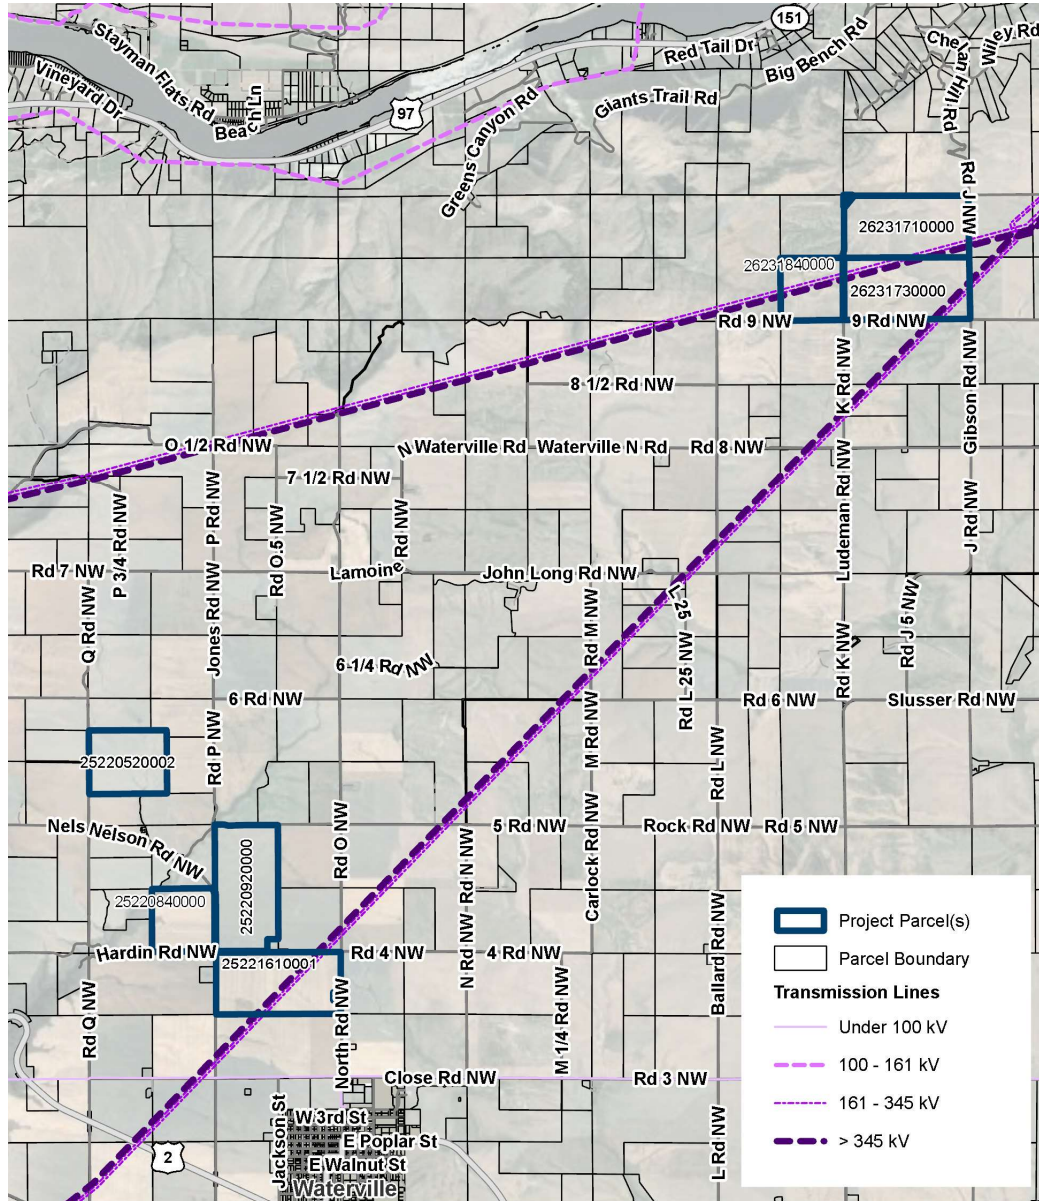 151
Red Tail Dr
Big Bench Rd
Chelan Hill Rd
Wiley Rd
Stayman Flats Rd
Vineyard Dr
Beach Ln
97
Giants Trail Rd
Greens Canyon Rd
Rd J NW
26231710000
26231840000
26231730000
Rd 9 NW
9 Rd NW
K Rd NW
Gibson Rd NW
8 1/2 Rd NW
O 1/2 Rd NW
N Waterville Rd
Waterville N Rd
Rd 8 NW
7 1/2 Rd NW
P 3/4 Rd NW
P Rd NW
Rd O.5 NW
Rd NW
Ludeman Rd NW
J Rd NW
Rd 7 NW
Lamoine
John Long Rd NW
L-25
Q Rd NW
Jones Rd NW
Rd M NW
Rd J 5 NW
6 1/4 Rd NW
Rd L-25 NW
Rd K NW
6 Rd NW
Rd 6 NW
Slusser Rd NW
25220520002
Rd P NW
M Rd NW
Rd L NW
Nels
Nelson Rd NW
Rd O NW
5 Rd NW
Rock Rd NW
Rd 5 NW
25220920000
25220840000
Rd N NW
Carlock Rd NW
Hardin Rd NW
25221610001
Rd 4 NW
4 Rd NW
N Rd NW
Ballard Rd NW
Rd Q NW
North Rd NW
M 1/4 Rd NW
Close Rd NW
Rd 3 NW
Jackson St
W 3rd St
E Poplar St
E Walnut St
Waterville
2
L Rd NW
Project Parcel(s)
Parcel Boundary
Transmission Lines
Under 100 kV
100 - 161 kV
161 - 345 kV
> 345 kV